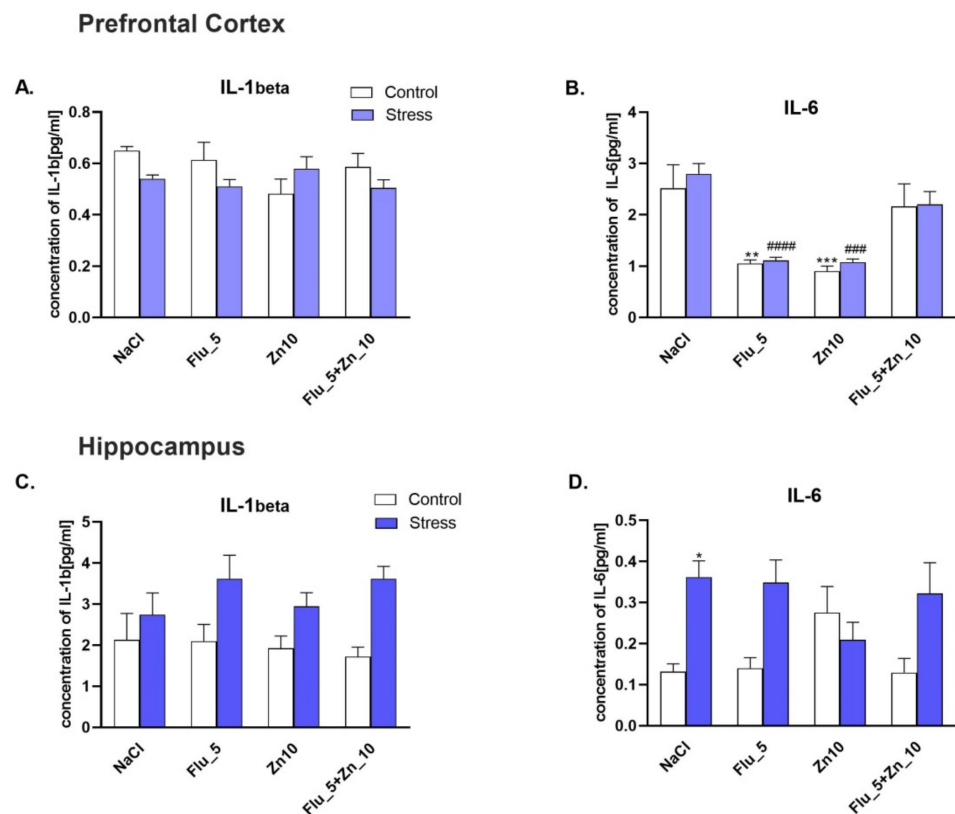 Prefrontal Cortex
A.
IL-1beta
Control
Stress
concentration of IL-1b[pg/ml]
0.8
0.6
0.4
0.2
0.0
NaCl
Flu_5
Zn10
Flu_5+Zn_10
B.
IL-6
concentration of IL-6[pg/ml]
4
3
2
1
0
** ####
*** ###
NaCl
Flu_5
Zn10
Flu_5+Zn_10
Hippocampus
C.
IL-1beta
Control
Stress
concentration of IL-1b[pg/ml]
5
4
3
2
1
0
NaCl
Flu_5
Zn10
Flu_5+Zn_10
D.
IL-6
concentration of IL-6[pg/ml]
0.5
0.4
0.3
0.2
0.1
0.0
*
NaCl
Flu_5
Zn10
Flu_5+Zn_10